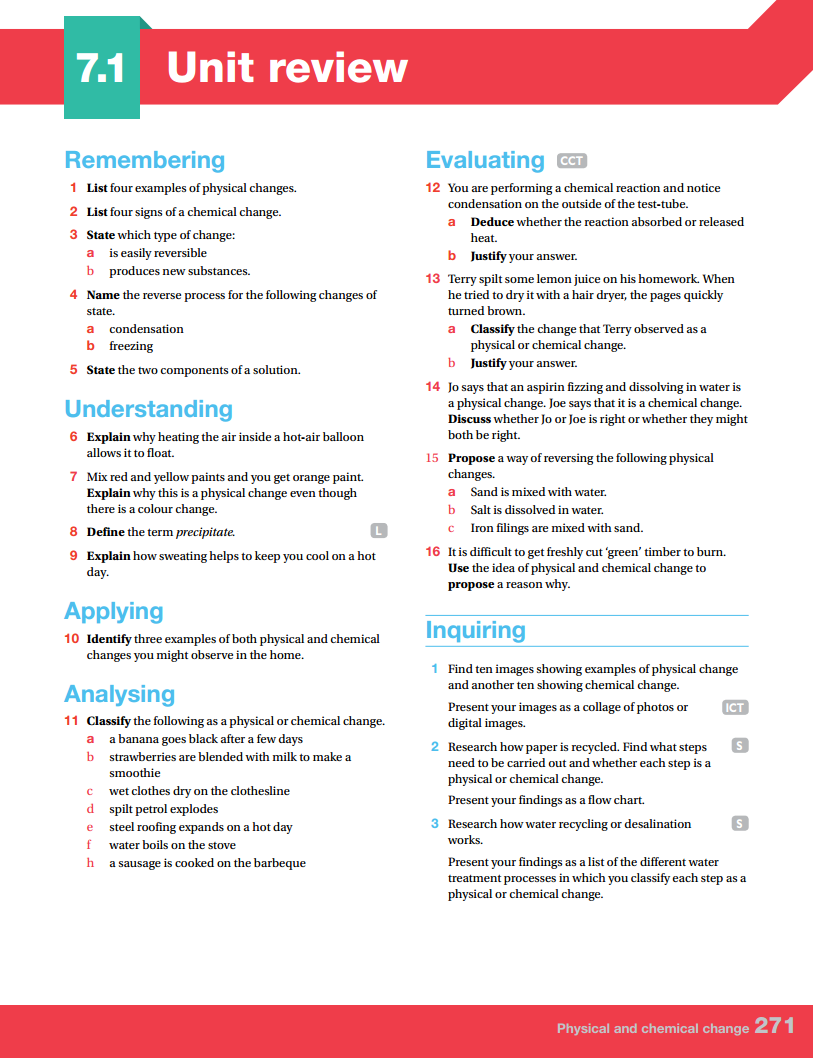 7.1 Unit review
Remembering
1 List four examples of physical changes.
2 List four signs of a chemical change.
3 State which type of change:
a is easily reversible
b produces new substances.
4 Name the reverse process for the following changes of
state.
a condensation
b freezing
5 State the two components of a solution.
Understanding
6 Explain why heating the air inside a hot-air balloon
allows it to float.
7 Mix red and yellow paints and you get orange paint.
Explain why this is a physical change even though
there is a colour change.
8 Define the term precipitate. L
9 Explain how sweating helps to keep you cool on a hot
day.
Applying
10 Identify three examples of both physical and chemical
changes you might observe in the home.
Analysing
11 Classify the following as a physical or chemical change.
a a banana goes black after a few days
b strawberries are blended with milk to make a
smoothie
c wet clothes dry on the clothesline
d spilt petrol explodes
e steel roofing expands on a hot day
f water boils on the stove
h a sausage is cooked on the barbeque
Evaluating CCT
12 You are performing a chemical reaction and notice
condensation on the outside of the test-tube.
a Deduce whether the reaction absorbed or released
heat.
b Justify your answer.
13 Terry spilt some lemon juice on his homework. When
he tried to dry it with a hair dryer, the pages quickly
turned brown.
a Classify the change that Terry observed as a
physical or chemical change.
b Justify your answer.
14 Jo says that an aspirin fizzing and dissolving in water is
a physical change. Joe says that it is a chemical change.
Discuss whether Jo or Joe is right or whether they might
both be right.
15 Propose a way of reversing the following physical
changes.
a Sand is mixed with water.
b Salt is dissolved in water.
c Iron filings are mixed with sand.
16 It is difficult to get freshly cut ‘green’ timber to burn.
Use the idea of physical and chemical change to
propose a reason why.
Inquiring
1 Find ten images showing examples of physical change
and another ten showing chemical change.
Present your images as a collage of photos or ICT
digital images.
2 Research how paper is recycled. Find what steps S
need to be carried out and whether each step is a
physical or chemical change.
Present your findings as a flow chart.
3 Research how water recycling or desalination S
works.
Present your findings as a list of the different water
treatment processes in which you classify each step as a
physical or chemical change.
Physical and chemical change 271